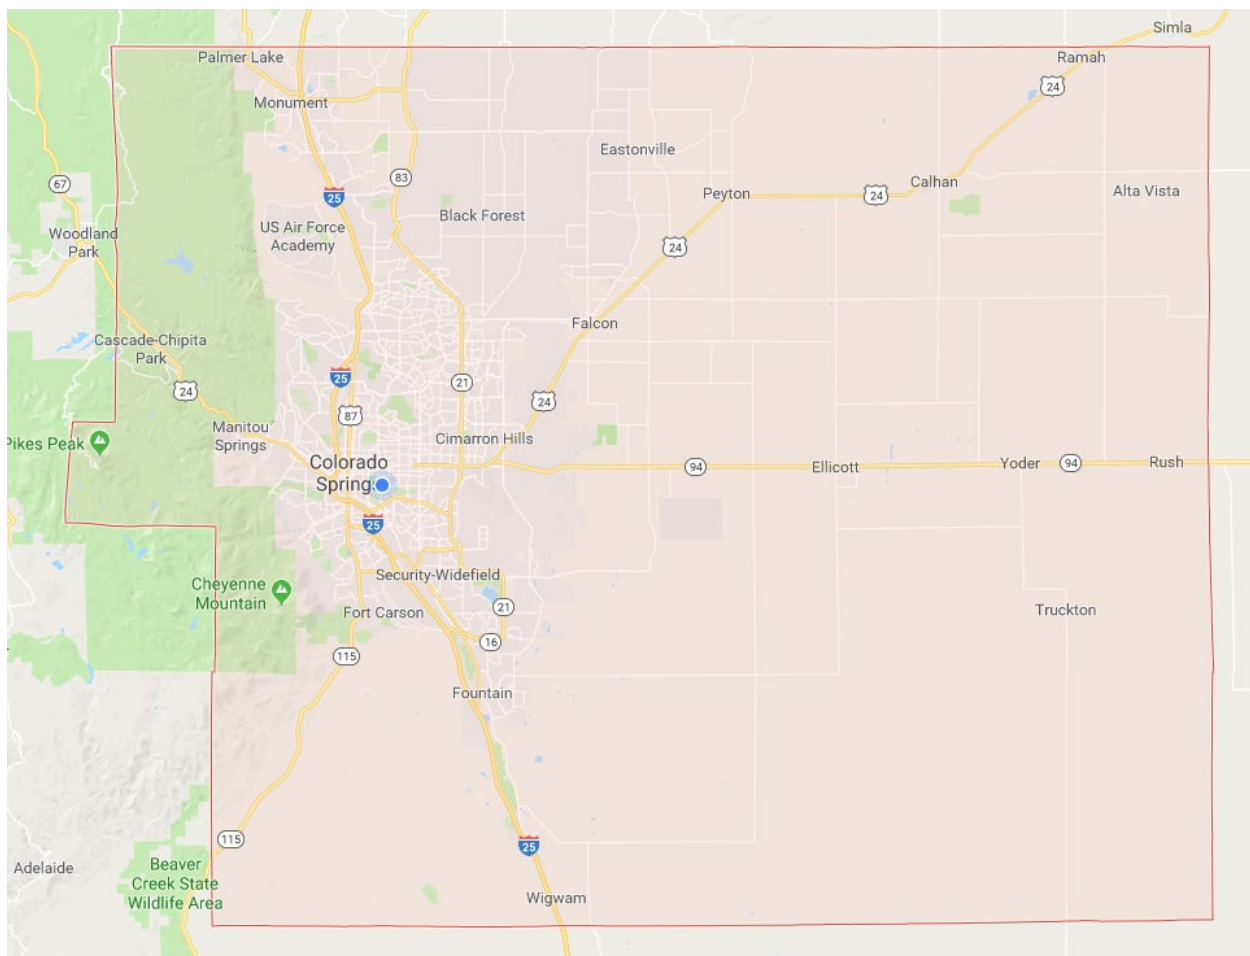 Simla
Palmer Lake
Ramah
24
Monument
Eastonville
67
83
25
Peyton
24
Calhan
Alta Vista
Black Forest
US Air Force
Academy
Woodland
Park
24
Falcon
Cascade-Chipita
Park
25
21
24
24
87
Manitou
Springs
Cimarron Hills
Pikes Peak
Colorado
Springs
94
Ellicott
Yoder
94
Rush
25
Security-Widefield
Cheyenne
Mountain
Fort Carson
21
Truckton
16
115
Fountain
115
25
Adelaide
Beaver
Creek State
Wildlife Area
Wigwam